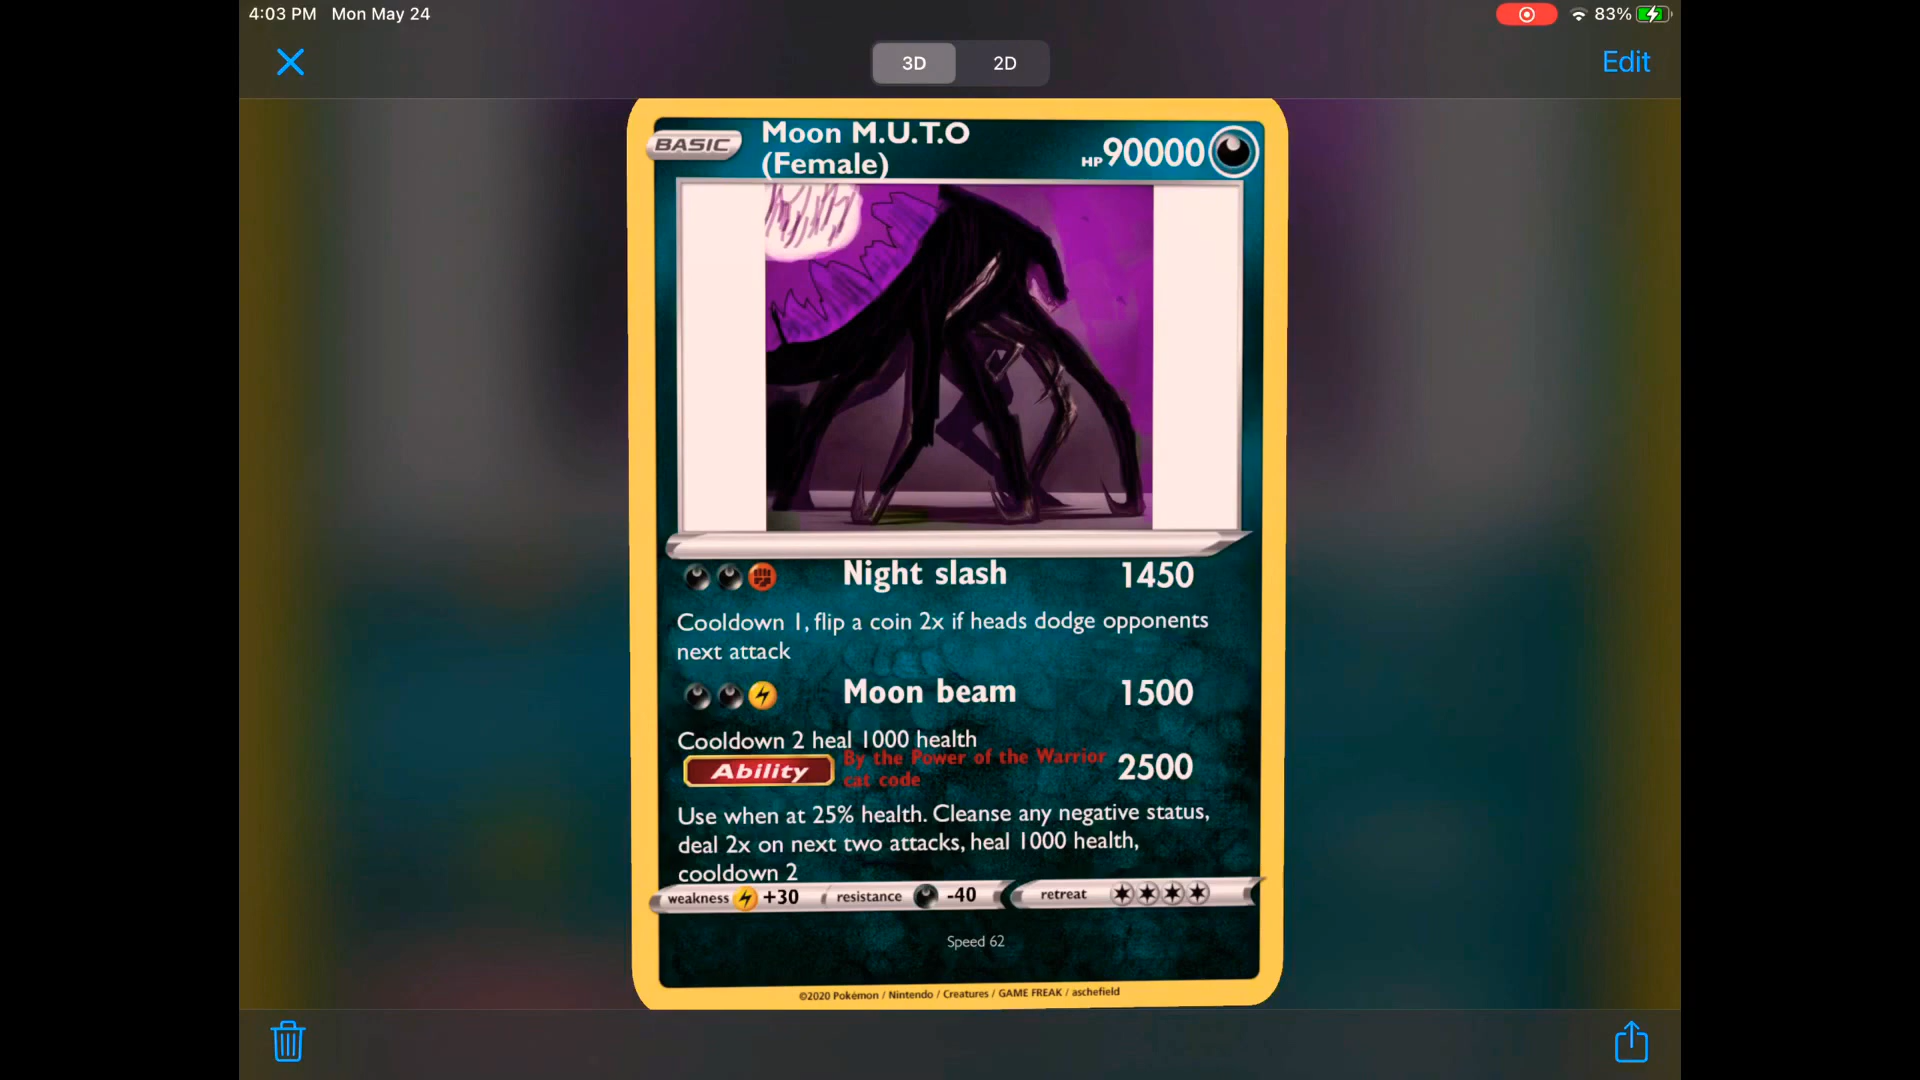 4:03 PM Mon May 24
83%
3D 2D
Edit
BASIC
Moon M.U.T.O
(Female)
HP 90000
Night slash 1450
Cooldown 1, flip a coin 2x if heads dodge opponents
next attack
Moon beam 1500
Cooldown 2 heal 1000 health
Ability By the Power of the Warrior
cat code 2500
Use when at 25% health. Cleanse any negative status,
deal 2x on next two attacks, heal 1000 health,
cooldown 2
weakness +30 resistance -40 retreat
Speed 62
©2020 Pokémon / Nintendo / Creatures / GAME FREAK / aschefield